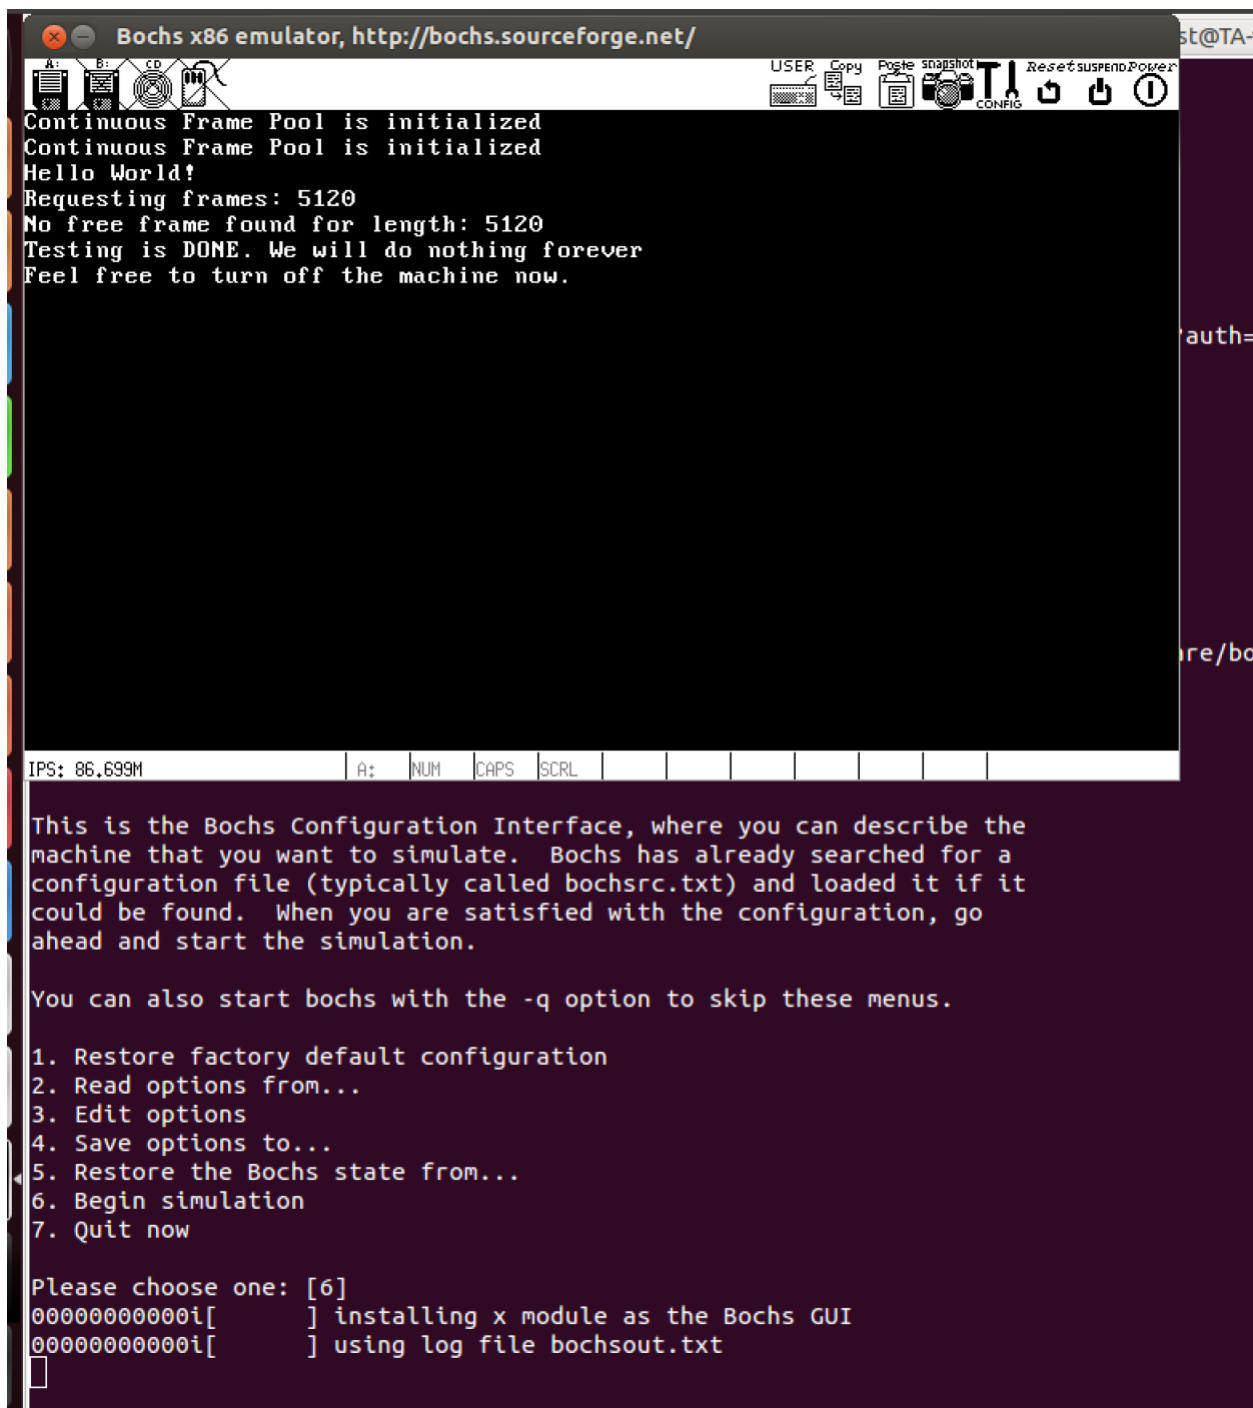 Bochs x86 emulator, http://bochs.sourceforge.net/
st@TA-
A: B: CD
USER Copy Poste snapshot CONFIG Reset SUSPEND Power
Continuous Frame Pool is initialized
Continuous Frame Pool is initialized
Hello World!
Requesting frames: 5120
No free frame found for length: 5120
Testing is DONE. We will do nothing forever
Feel free to turn off the machine now.
auth=
re/bo
IPS: 86.699M A: NUM CAPS SCRL
This is the Bochs Configuration Interface, where you can describe the
machine that you want to simulate.  Bochs has already searched for a
configuration file (typically called bochsrc.txt) and loaded it if it
could be found.  When you are satisfied with the configuration, go
ahead and start the simulation.
You can also start bochs with the -q option to skip these menus.
1. Restore factory default configuration
2. Read options from...
3. Edit options
4. Save options to...
5. Restore the Bochs state from...
6. Begin simulation
7. Quit now
Please choose one: [6]
00000000000i[      ] installing x module as the Bochs GUI
00000000000i[      ] using log file bochsout.txt